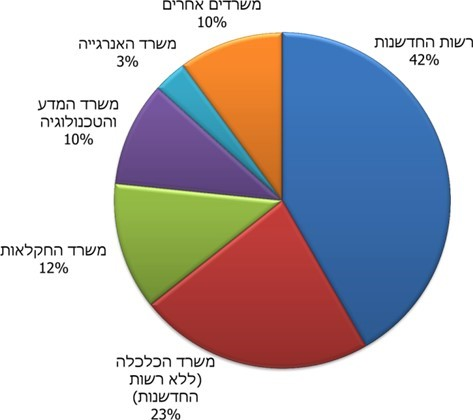 משרדים אחרים
10%
רשות החדשנות
42%
משרד האנרגייה
3%
משרד המדע
והטכנולוגיה
10%
משרד החקלאות
12%
משרד הכלכלה
(ללא רשות
החדשנות)
23%